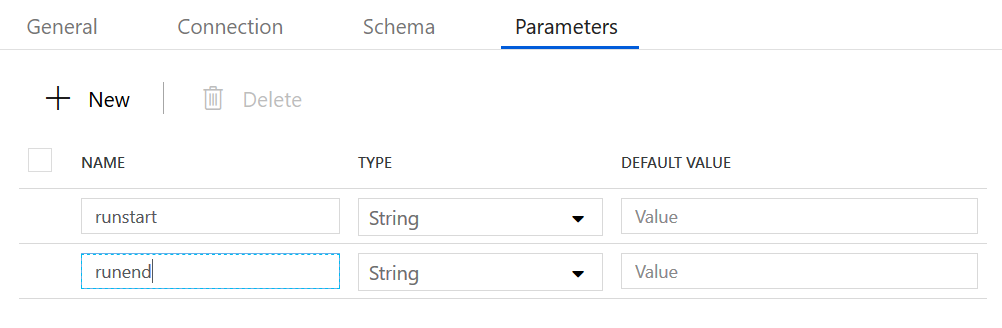 General Connection Schema Parameters
New Delete
NAME TYPE DEFAULT VALUE
runstart String Value
runend String Value